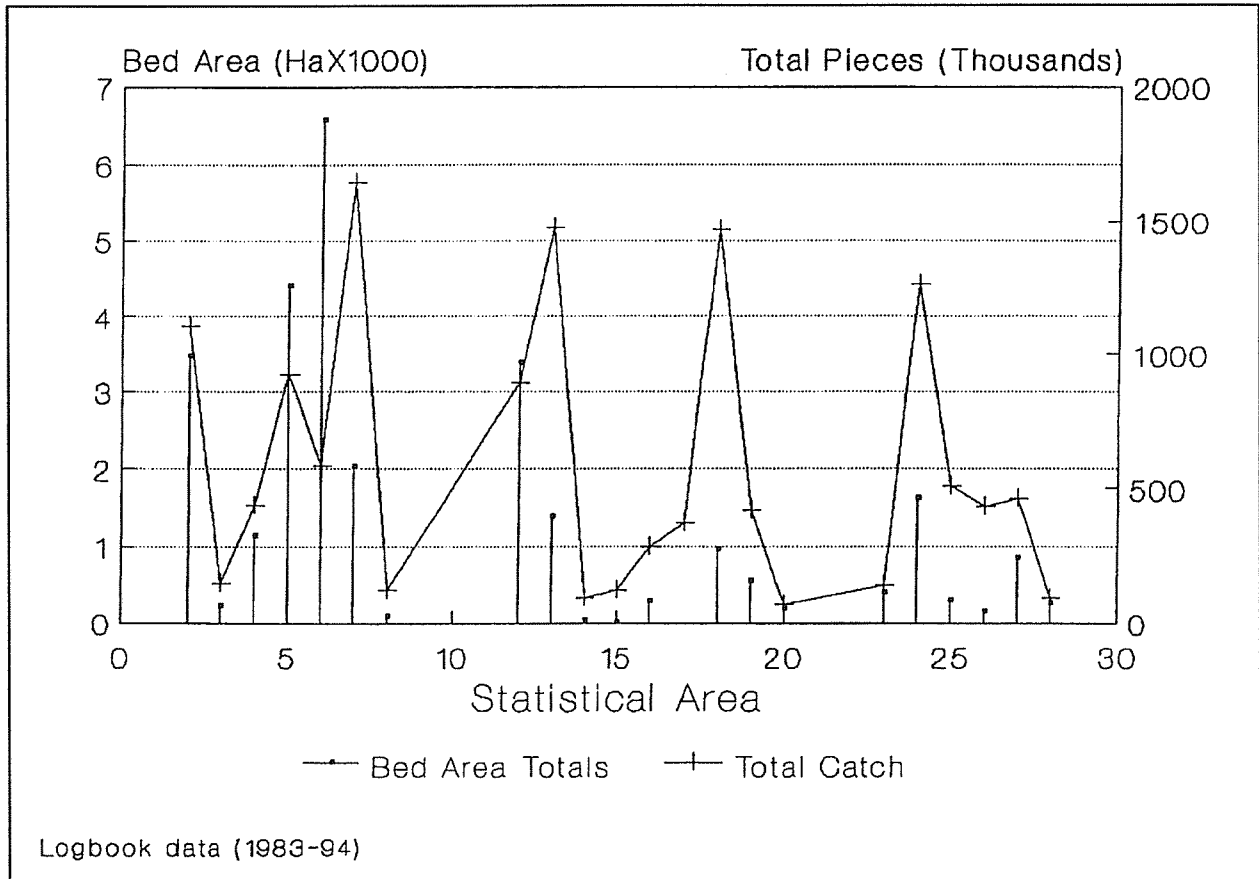 Bed Area (HaX1000) Total Pieces (Thousands)
7 2000
6
5 1500
4
3 1000
2
1 500
0 0
0 5 10 15 20 25 30
Statistical Area
Bed Area Totals Total Catch
Logbook data (1983-94)